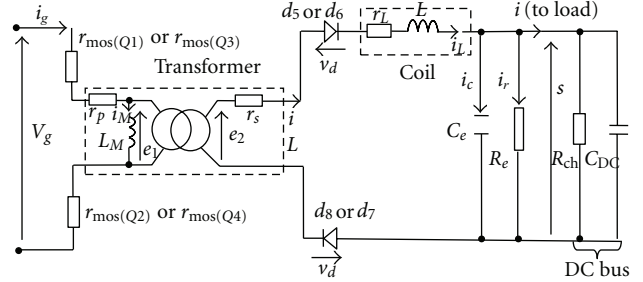 i_g
d_5 or d_6
r_L
L
i (to load)
r_mos(Q1) or r_mos(Q3)
v_d
i_L
Transformer
Coil
i_c
i_r
s
r_p
i_M
r_s
i
V_g
L_M
e_1
e_2
L
C_e
R_e
R_ch
C_DC
r_mos(Q2) or r_mos(Q4)
d_8 or d_7
v_d
DC bus